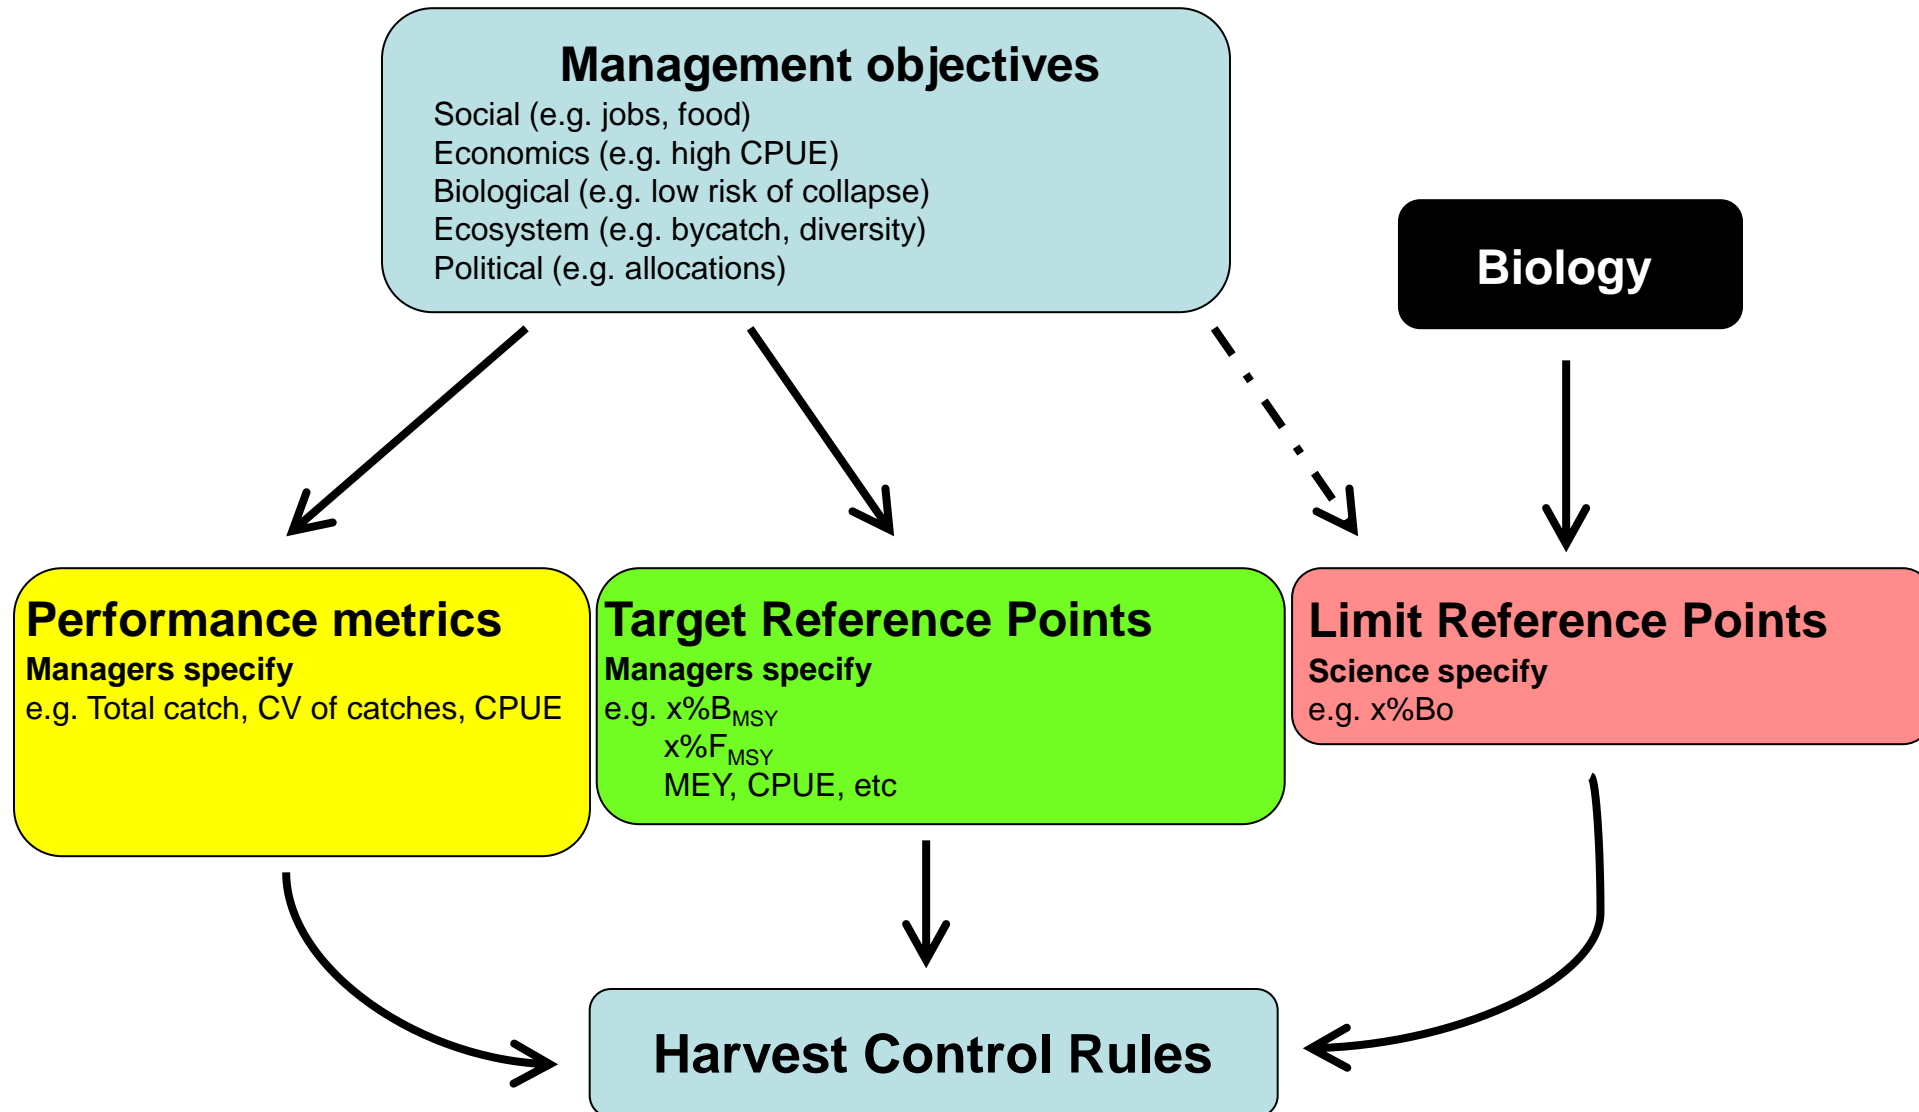 Management objectives
Social (e.g. jobs, food)
Economics (e.g. high CPUE)
Biological (e.g. low risk of collapse)
Ecosystem (e.g. bycatch, diversity)
Political (e.g. allocations)
Biology
Performance metrics
Managers specify
e.g. Total catch, CV of catches, CPUE
Target Reference Points
Managers specify
e.g. x%BMSY
x%FMSY
MEY, CPUE, etc
Limit Reference Points
Science specify
e.g. x%Bo
Harvest Control Rules